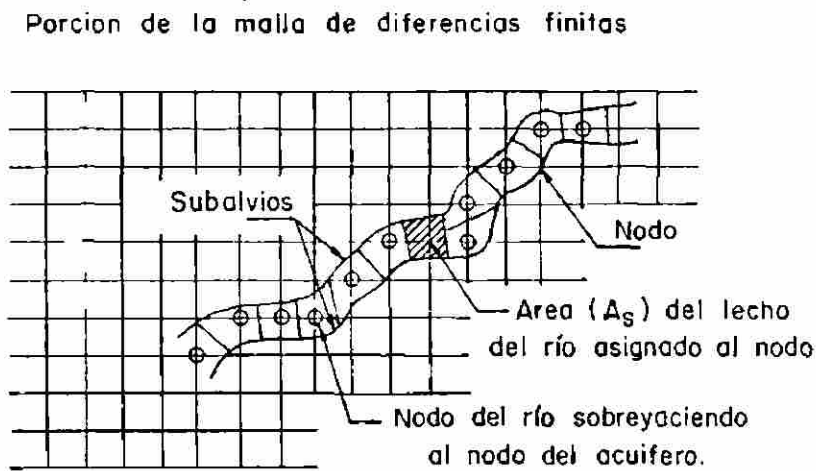 Porcion de la malla de diferencias finitas
Subalvios
Nodo
Area (As) del lecho
del río asignado al nodo
Nodo del río sobreyaciendo
al nodo del acuifero.